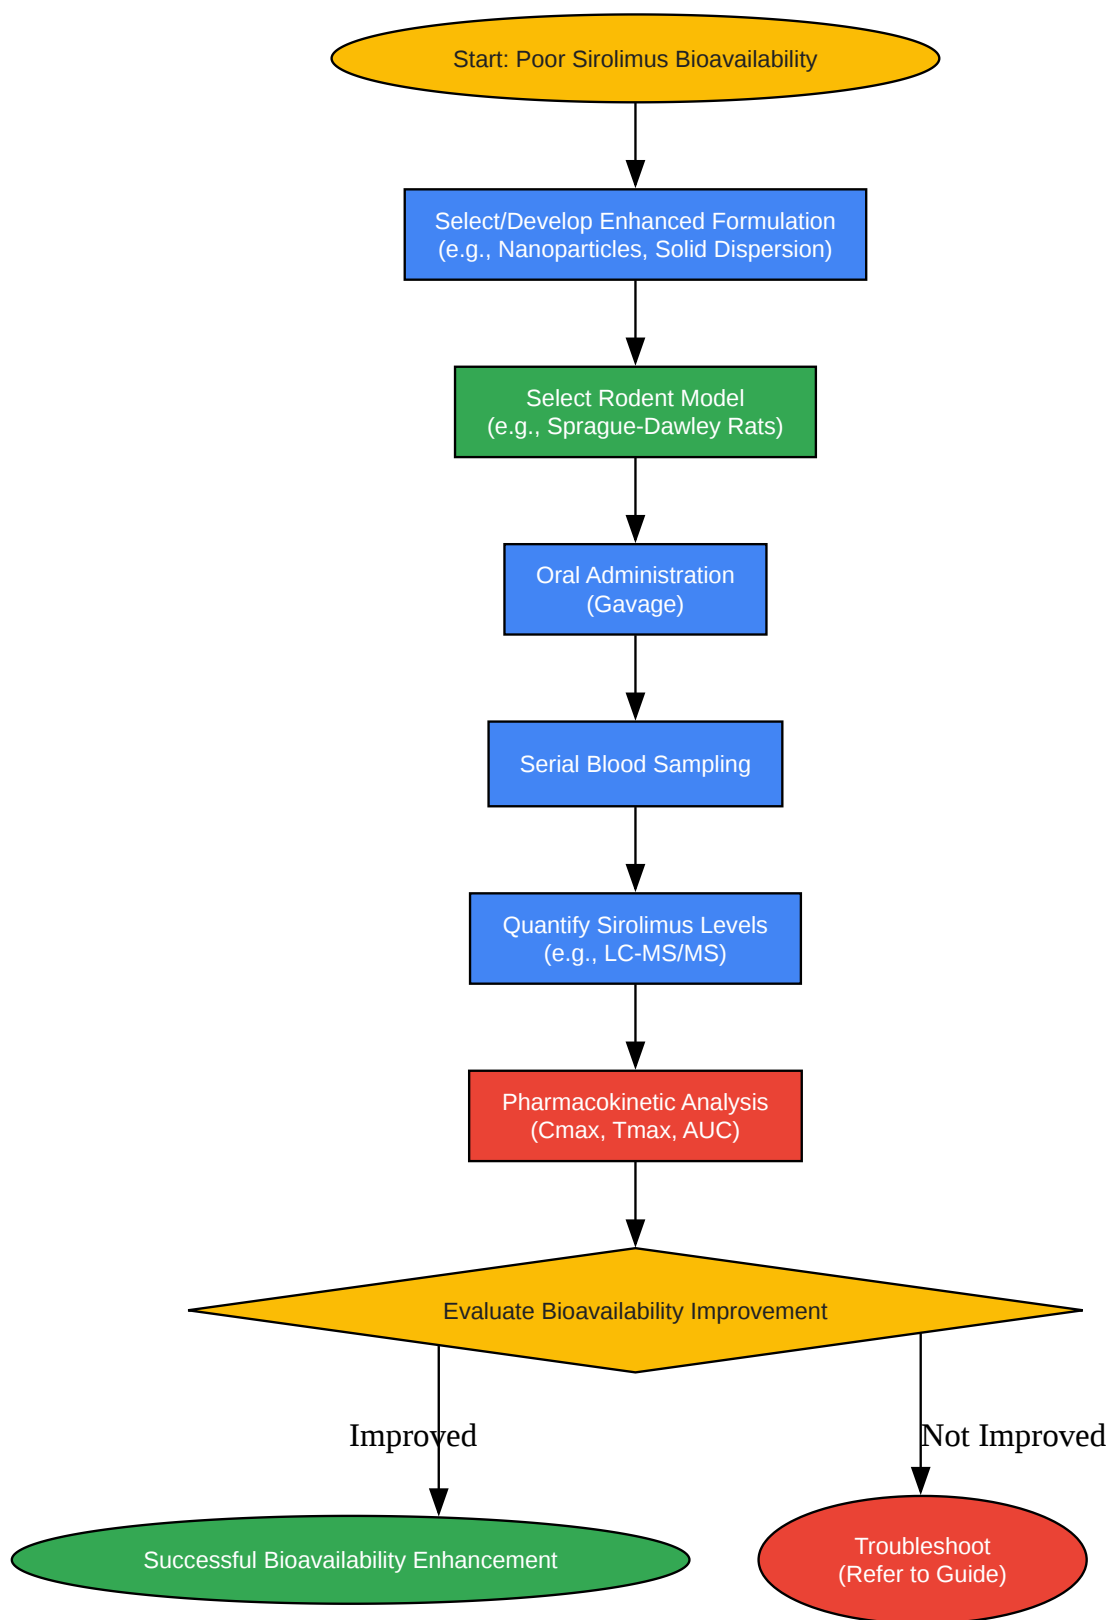 Start: Poor Sirolimus Bioavailability
Select/Develop Enhanced Formulation
(e.g., Nanoparticles, Solid Dispersion)
Select Rodent Model
(e.g., Sprague-Dawley Rats)
Oral Administration
(Gavage)
Serial Blood Sampling
Quantify Sirolimus Levels
(e.g., LC-MS/MS)
Pharmacokinetic Analysis
(Cmax, Tmax, AUC)
Evaluate Bioavailability Improvement
Improved
Not Improved
Successful Bioavailability Enhancement
Troubleshoot
(Refer to Guide)